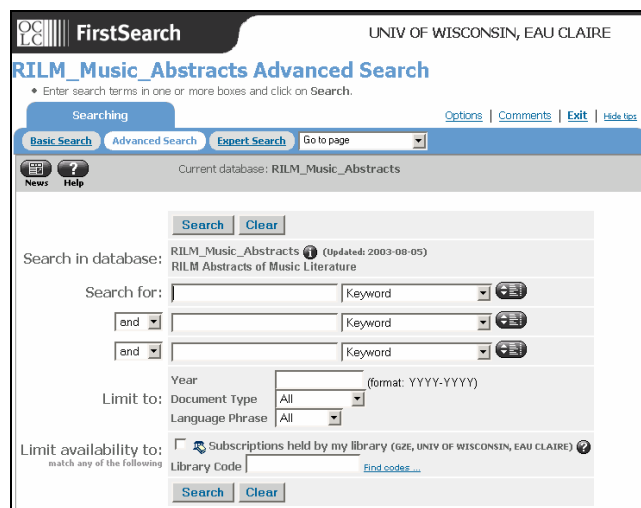 OCLC FirstSearch UNIV OF WISCONSIN, EAU CLAIRE
RILM_Music_Abstracts Advanced Search
Enter search terms in one or more boxes and click on Search.
Searching Options | Comments | Exit | Hide tips
Basic Search Advanced Search Expert Search Go to page
News Help Current database: RILM_Music_Abstracts
Search Clear
Search in database: RILM_Music_Abstracts (Updated: 2003-08-05)
RILM Abstracts of Music Literature
Search for: Keyword
and Keyword
and Keyword
Year (format: YYYY-YYYY)
Limit to: Document Type All
Language Phrase All
Limit availability to: Subscriptions held by my library (GZE, UNIV OF WISCONSIN, EAU CLAIRE) ?
match any of the following Library Code Find codes ...
Search Clear